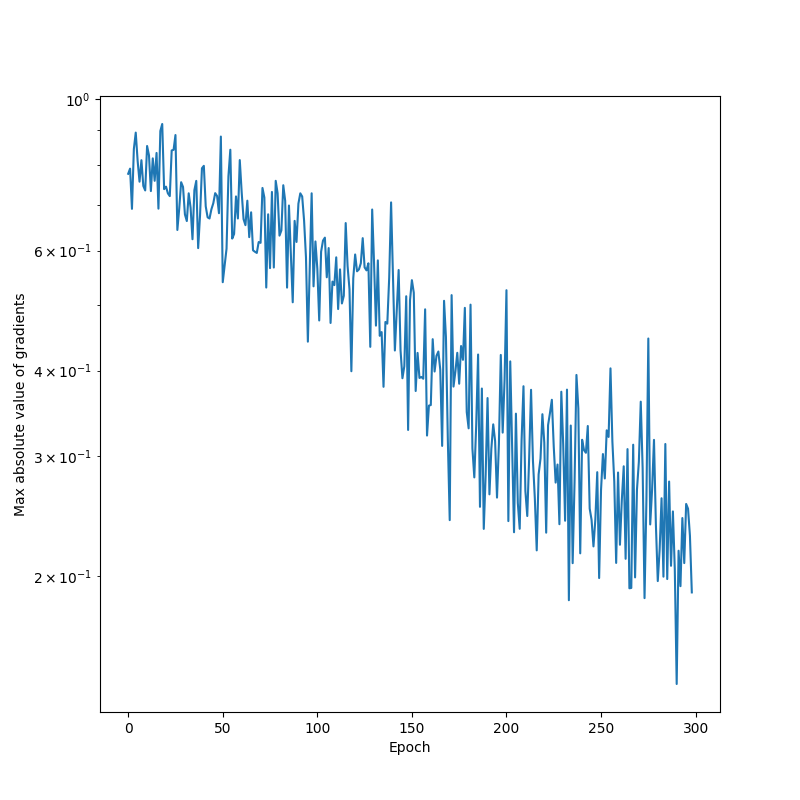 Max absolute value of gradients
10⁰
6 × 10⁻¹
4 × 10⁻¹
3 × 10⁻¹
2 × 10⁻¹
0 50 100 150 200 250 300
Epoch